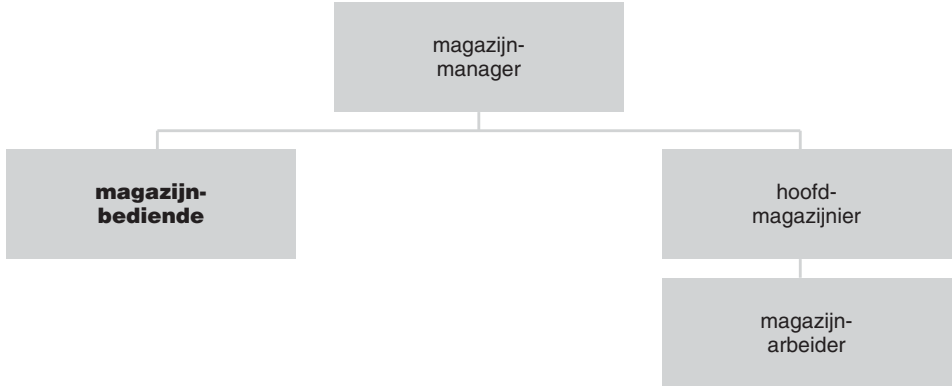 magazijn-
manager
magazijn-
bediende
hoofd-
magazijnier
magazijn-
arbeider